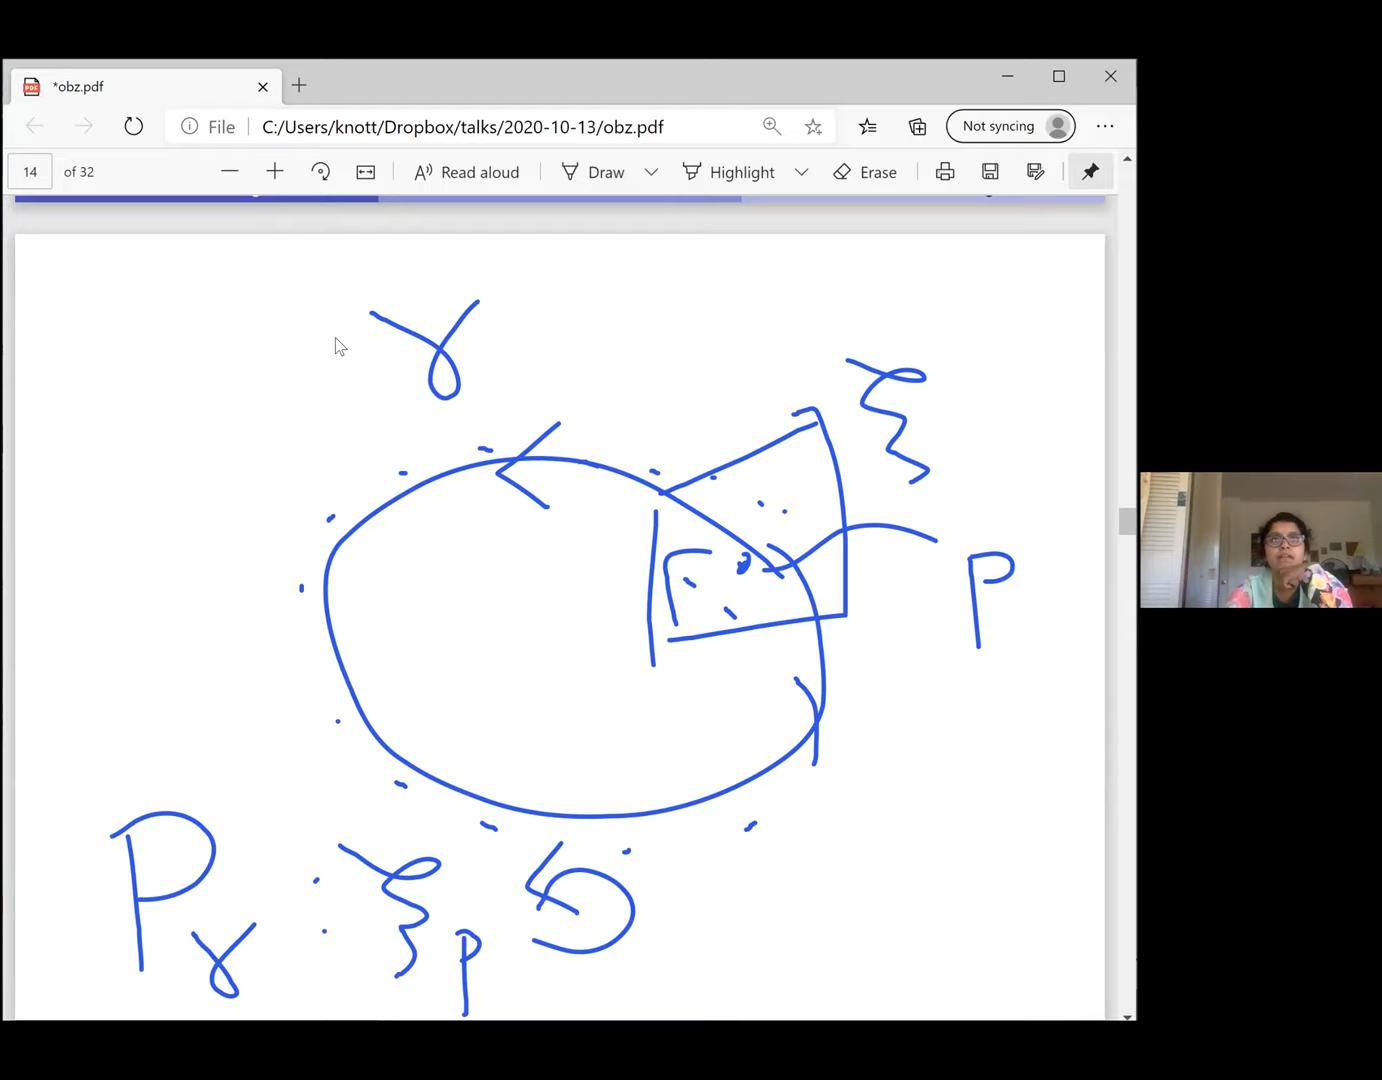 *obz.pdf
File C:/Users/knott/Dropbox/talks/2020-10-13/obz.pdf Not syncing
14 of 32 Read aloud Draw Highlight Erase
γ
ξ
P
P_γ : ξ_p ↺